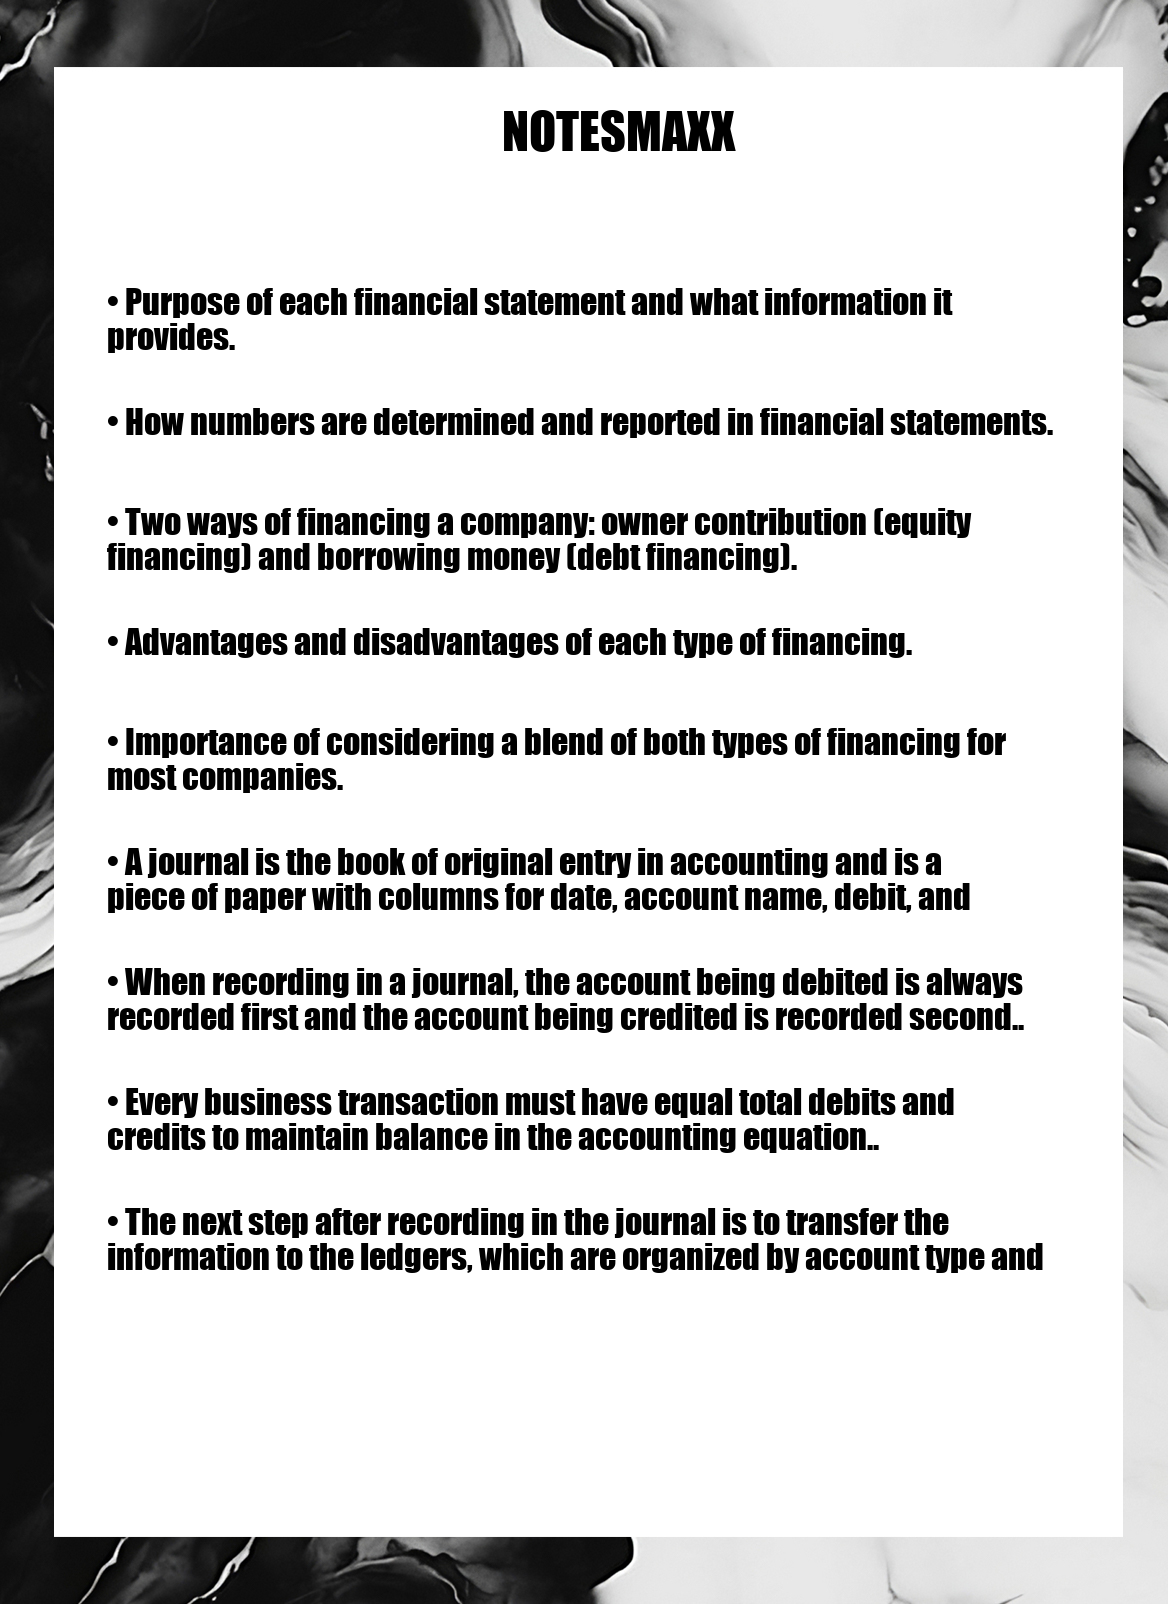 NOTESMAXX
• Purpose of each financial statement and what information it
provides.
• How numbers are determined and reported in financial statements.
• Two ways of financing a company: owner contribution (equity
financing) and borrowing money (debt financing).
• Advantages and disadvantages of each type of financing.
• Importance of considering a blend of both types of financing for
most companies.
• A journal is the book of original entry in accounting and is a
piece of paper with columns for date, account name, debit, and
• When recording in a journal, the account being debited is always
recorded first and the account being credited is recorded second..
• Every business transaction must have equal total debits and
credits to maintain balance in the accounting equation..
• The next step after recording in the journal is to transfer the
information to the ledgers, which are organized by account type and